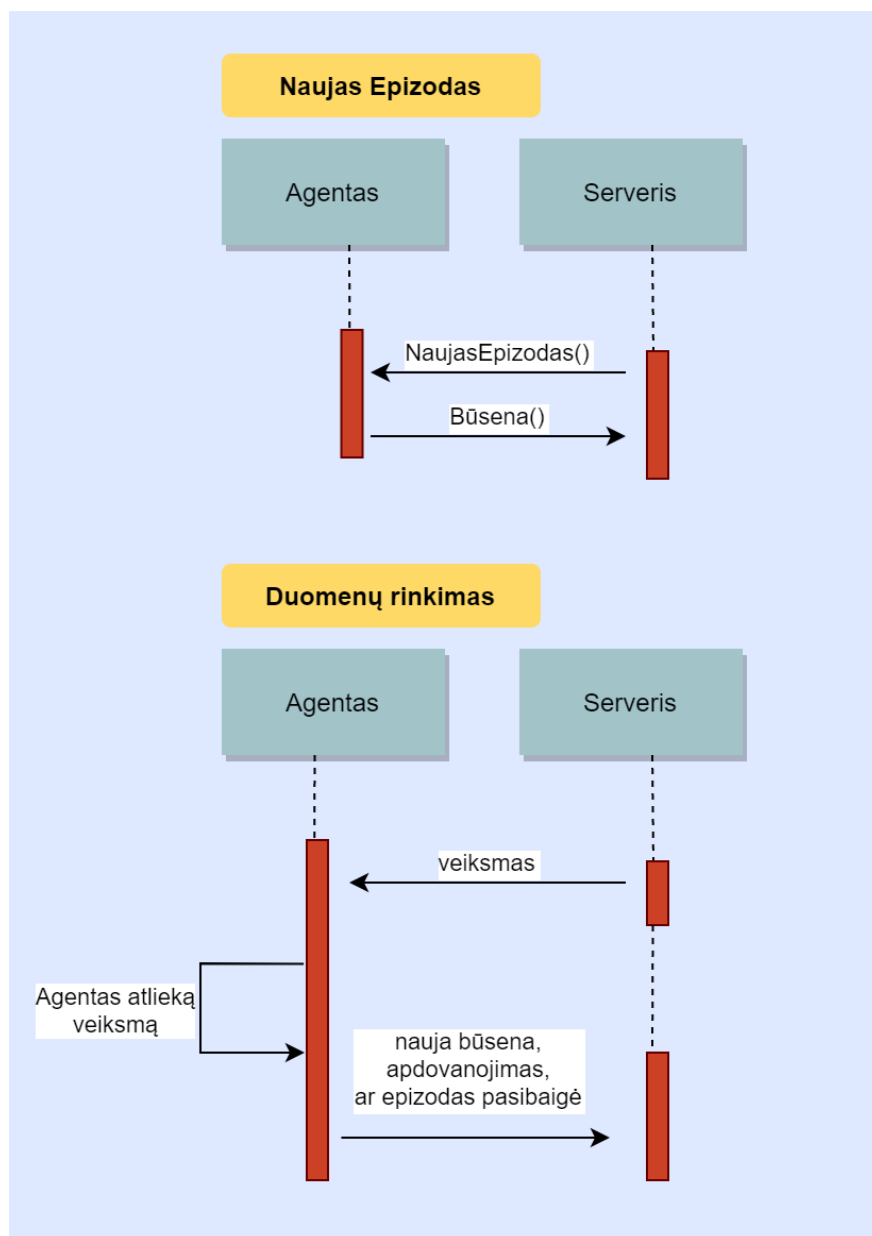 Naujas Epizodas
Agentas
Serveris
NaujasEpizodas()
Būsena()
Duomenų rinkimas
Agentas
Serveris
veiksmas
Agentas atlieką
veiksmą
nauja būsena,
apdovanojimas,
ar epizodas pasibaigė